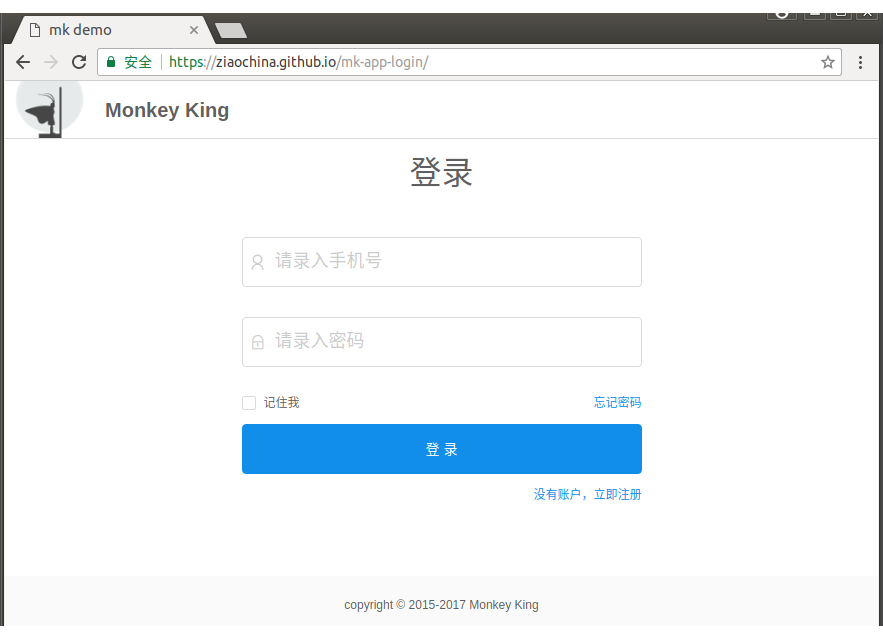 mk demo
安全 https://ziaochina.github.io/mk-app-login/
Monkey King
登录
请录入手机号
请录入密码
记住我 忘记密码
登 录
没有账户，立即注册
copyright © 2015-2017 Monkey King